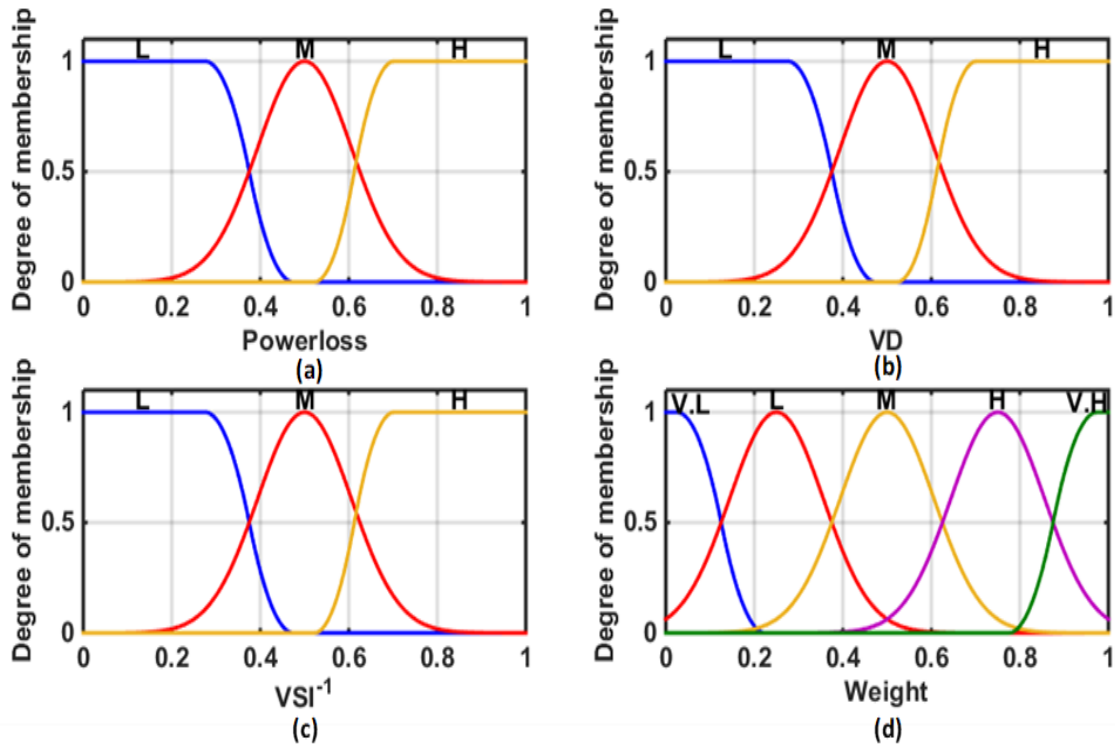 Degree of membership
1
0.5
0
L M H
0 0.2 0.4 0.6 0.8 1
Powerloss
(a)
Degree of membership
1
0.5
0
L M H
0 0.2 0.4 0.6 0.8 1
VD
(b)
Degree of membership
1
0.5
0
L M H
0 0.2 0.4 0.6 0.8 1
VSI⁻¹
(c)
Degree of membership
1
0.5
0
V.L L M H V.H
0 0.2 0.4 0.6 0.8 1
Weight
(d)